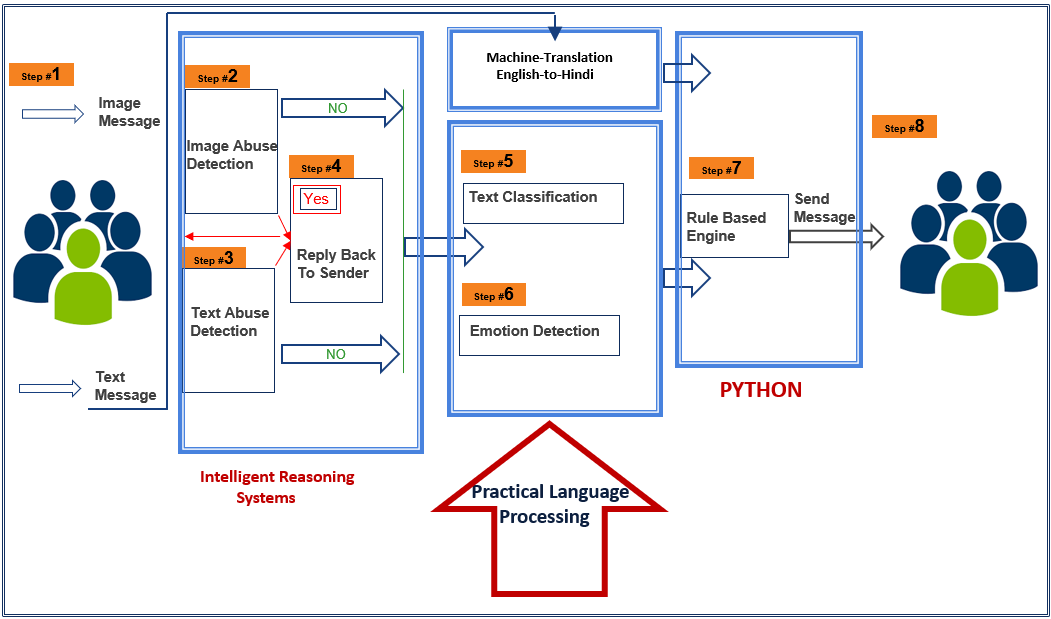 Step #1
Image
Message
Text
Message
Step #2
Image Abuse
Detection
NO
Step #4
Yes
Reply Back
To Sender
Step #3
Text Abuse
Detection
NO
Intelligent Reasoning
Systems
Machine-Translation
English-to-Hindi
Step #5
Text Classification
Step #6
Emotion Detection
Practical Language
Processing
Step #7
Rule Based
Engine
PYTHON
Send
Message
Step #8